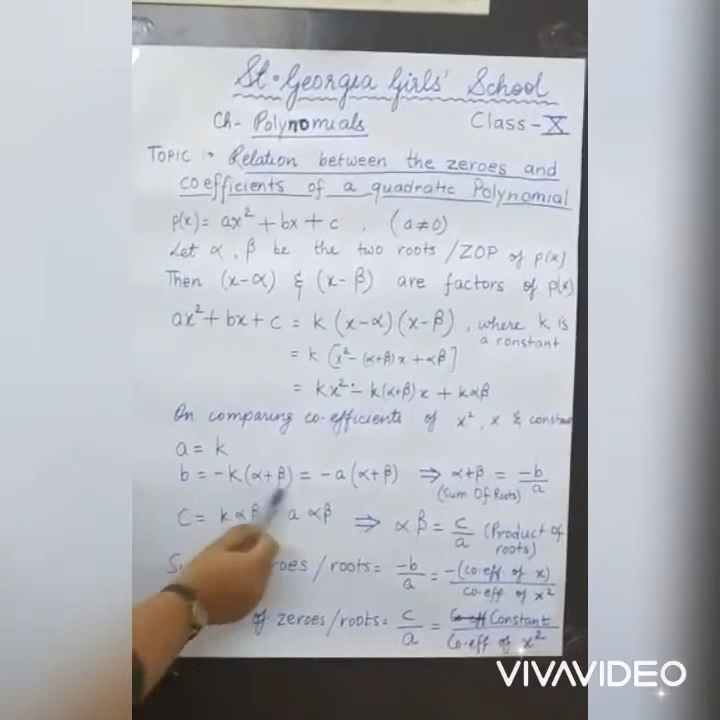 St. Georgia Girls' School
Ch- Polynomials Class - X
TOPIC :→ Relation between the zeroes and
coefficients of a quadratic Polynomial
P(x) = ax² + bx + c , (a ≠ 0)
Let α , β be the two roots / ZOP of p(x)
Then (x-α) & (x-β) are factors of p(x)
ax² + bx + c = k (x-α) (x-β) , where k is
a constant
= k [x² - (α+β)x + αβ]
= kx² - k(α+β) x + kαβ
On comparing co-efficients of x², x &
a = k
b = -k(α+β) = -a(α+β) ⇒ α+β = -b/a
(Sum Of Roots)
c = kαβ a αβ ⇒ αβ = c/a (Product of
roots)
/roots = -b/a = -(co.eff of x)/co.eff of x²
of zeroes/roots = c/a = Constant/Co-eff of x²
VIVAVIDEO